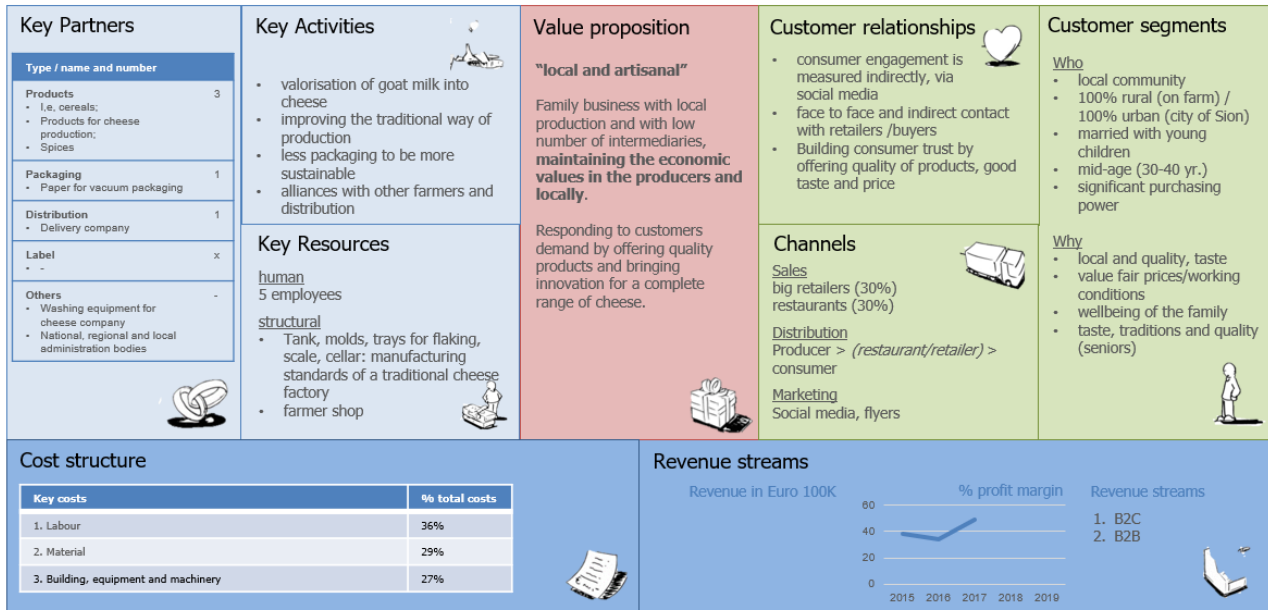 Key Partners
Type / name and number
Products 3
• I,e, cereals;
• Products for cheese
production;
• Spices
Packaging 1
• Paper for vacuum packaging
Distribution 1
• Delivery company
Label x
• -
Others -
• Washing equipment for
cheese company
• National, regional and local
administration bodies
Key Activities
• valorisation of goat milk into
cheese
• improving the traditional way of
production
• less packaging to be more
sustainable
• alliances with other farmers and
distribution
Key Resources
human
5 employees
structural
• Tank, molds, trays for flaking,
scale, cellar: manufacturing
standards of a traditional cheese
factory
• farmer shop
Value proposition
“local and artisanal”
Family business with local
production and with low
number of intermediaries,
maintaining the economic
values in the producers and
locally.
Responding to customers
demand by offering quality
products and bringing
innovation for a complete
range of cheese.
Customer relationships
• consumer engagement is
measured indirectly, via
social media
• face to face and indirect contact
with retailers /buyers
• Building consumer trust by
offering quality of products, good
taste and price
Channels
Sales
big retailers (30%)
restaurants (30%)
Distribution
Producer > (restaurant/retailer) >
consumer
Marketing
Social media, flyers
Customer segments
Who
• local community
• 100% rural (on farm) /
100% urban (city of Sion)
• married with young
children
• mid-age (30-40 yr.)
• significant purchasing
power
Why
• local and quality, taste
• value fair prices/working
conditions
• wellbeing of the family
• taste, traditions and quality
(seniors)
Cost structure
Key costs % total costs
1. Labour 36%
2. Material 29%
3. Building, equipment and machinery 27%
Revenue streams
Revenue in Euro 100K
% profit margin
60
40
20
0
2015 2016 2017 2018 2019
Revenue streams
1. B2C
2. B2B